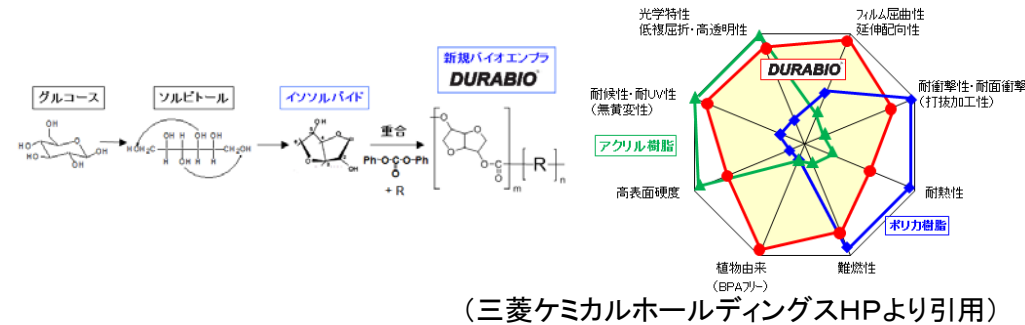 グルコース
ソルビトール
イソソルバイド
新規バイオエンプラ
DURABIO
重合
Ph O O Ph
O
+ R
R
m
n
光学特性
低複屈折・高透明性
フィルム屈曲性
延伸配向性
DURABIO
耐候性・耐UV性
(無黄変性)
耐衝撃性・耐面衝撃
(打抜加工性)
アクリル樹脂
高表面硬度
耐熱性
ポリカ樹脂
植物由来
(BPAフリー)
難燃性
(三菱ケミカルホールディングスHPより引用)